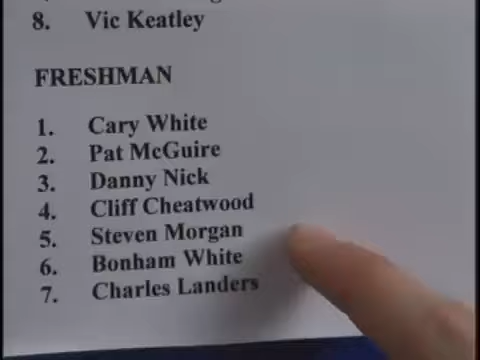 8. Vic Keatley
FRESHMAN
1. Cary White
2. Pat McGuire
3. Danny Nick
4. Cliff Cheatwood
5. Steven Morgan
6. Bonham White
7. Charles Landers